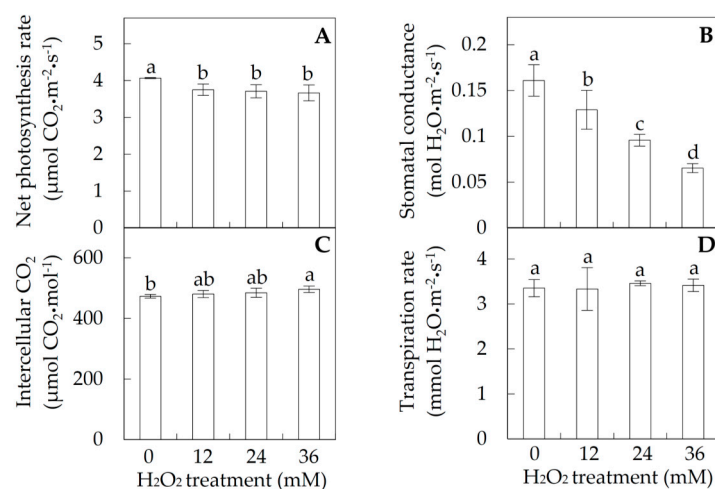 Net photosynthesis rate
(μmol CO₂•m⁻²•s⁻¹)
5
4
3
2
1
0
A
a
b
b
b
Stomatal conductance
(mol H₂O•m⁻²•s⁻¹)
0.15
0.1
0.05
0
B
a
b
c
d
Intercellular CO₂
(μmol CO₂•mol⁻¹)
600
400
200
0
C
b
ab
ab
a
0
12
24
36
H₂O₂ treatment (mM)
Transpiration rate
(mmol H₂O•m⁻²•s⁻¹)
4
3
2
1
0
D
a
a
a
a
0
12
24
36
H₂O₂ treatment (mM)